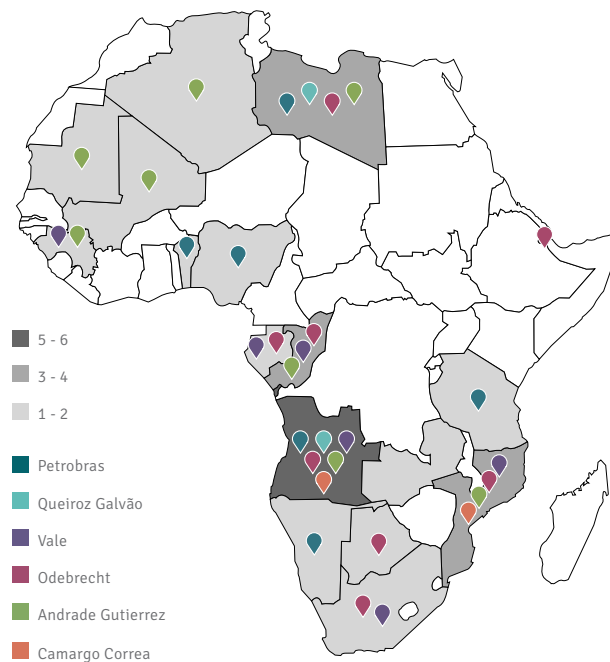 5 - 6
3 - 4
1 - 2
Petrobras
Queiroz Galvão
Vale
Odebrecht
Andrade Gutierrez
Camargo Correa